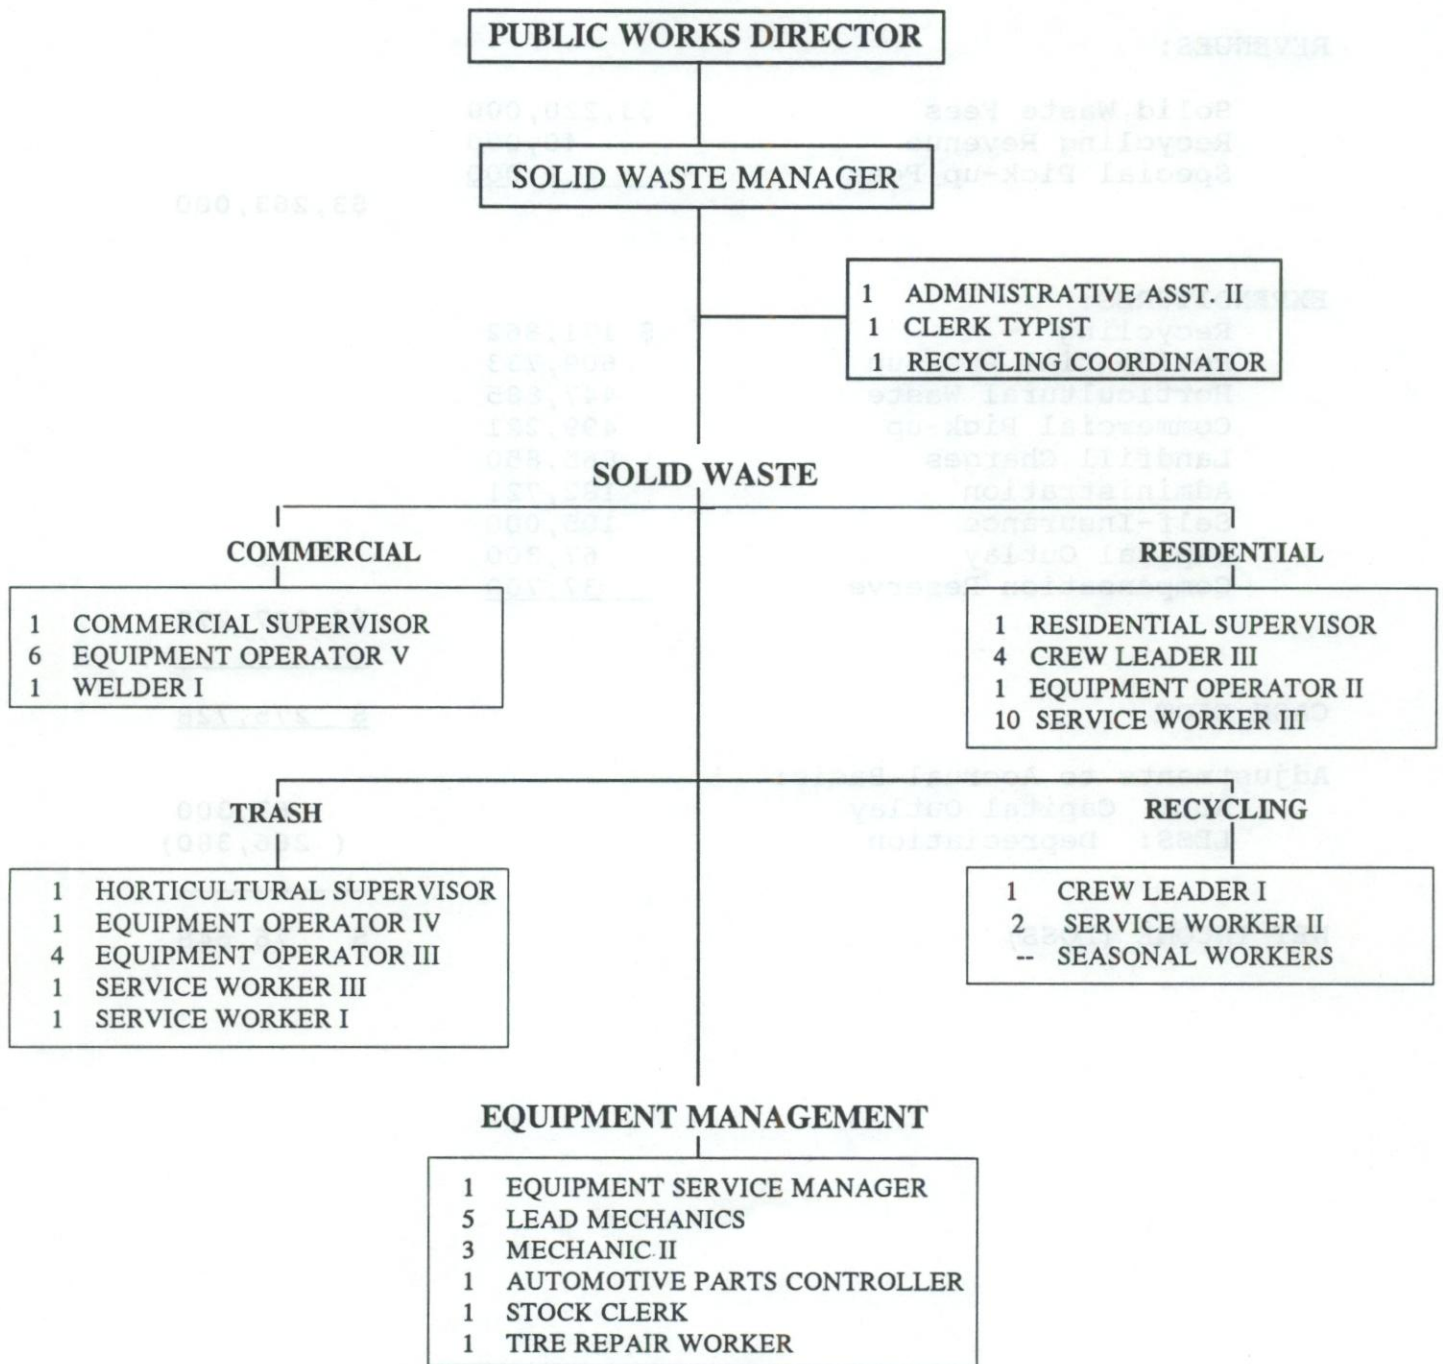 PUBLIC WORKS DIRECTOR
SOLID WASTE MANAGER
1 ADMINISTRATIVE ASST. II
1 CLERK TYPIST
1 RECYCLING COORDINATOR
SOLID WASTE
COMMERCIAL
1 COMMERCIAL SUPERVISOR
6 EQUIPMENT OPERATOR V
1 WELDER I
RESIDENTIAL
1 RESIDENTIAL SUPERVISOR
4 CREW LEADER III
1 EQUIPMENT OPERATOR II
10 SERVICE WORKER III
TRASH
1 HORTICULTURAL SUPERVISOR
1 EQUIPMENT OPERATOR IV
4 EQUIPMENT OPERATOR III
1 SERVICE WORKER III
1 SERVICE WORKER I
RECYCLING
1 CREW LEADER I
2 SERVICE WORKER II
-- SEASONAL WORKERS
EQUIPMENT MANAGEMENT
1 EQUIPMENT SERVICE MANAGER
5 LEAD MECHANICS
3 MECHANIC II
1 AUTOMOTIVE PARTS CONTROLLER
1 STOCK CLERK
1 TIRE REPAIR WORKER